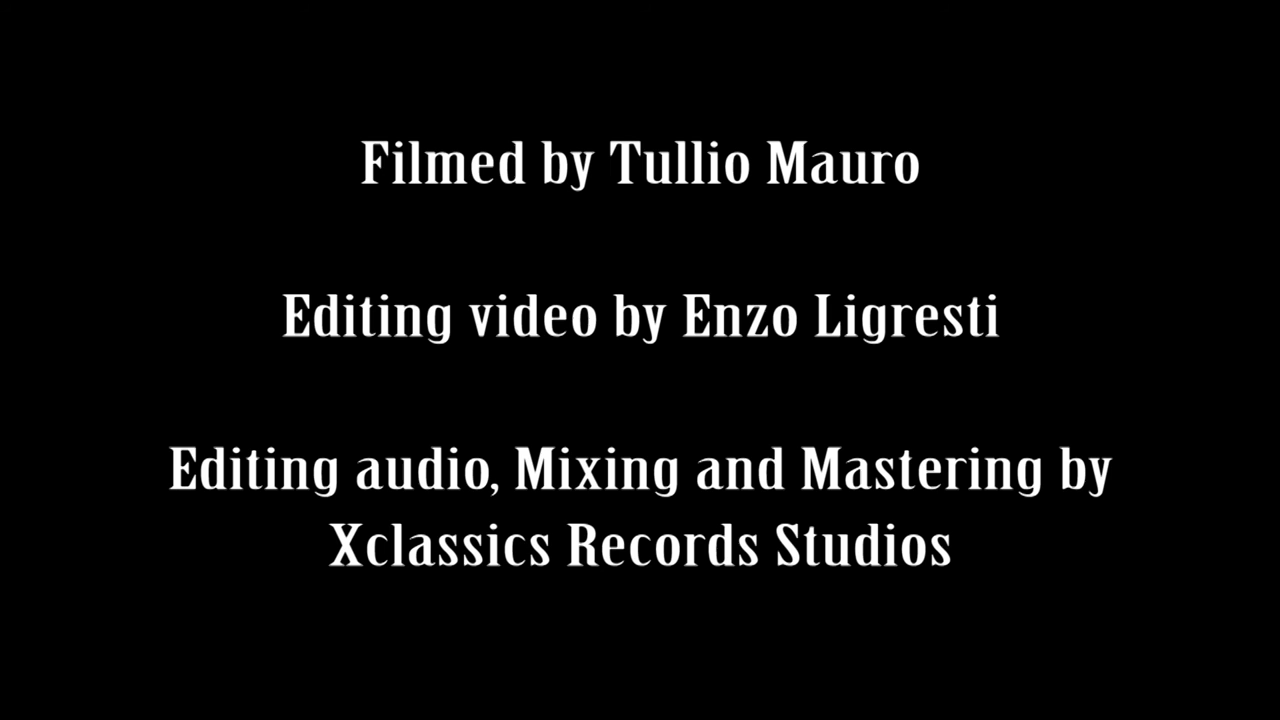 Filmed by Tullio Mauro
Editing video by Enzo Ligresti
Editing audio, Mixing and Mastering by
Xclassics Records Studios